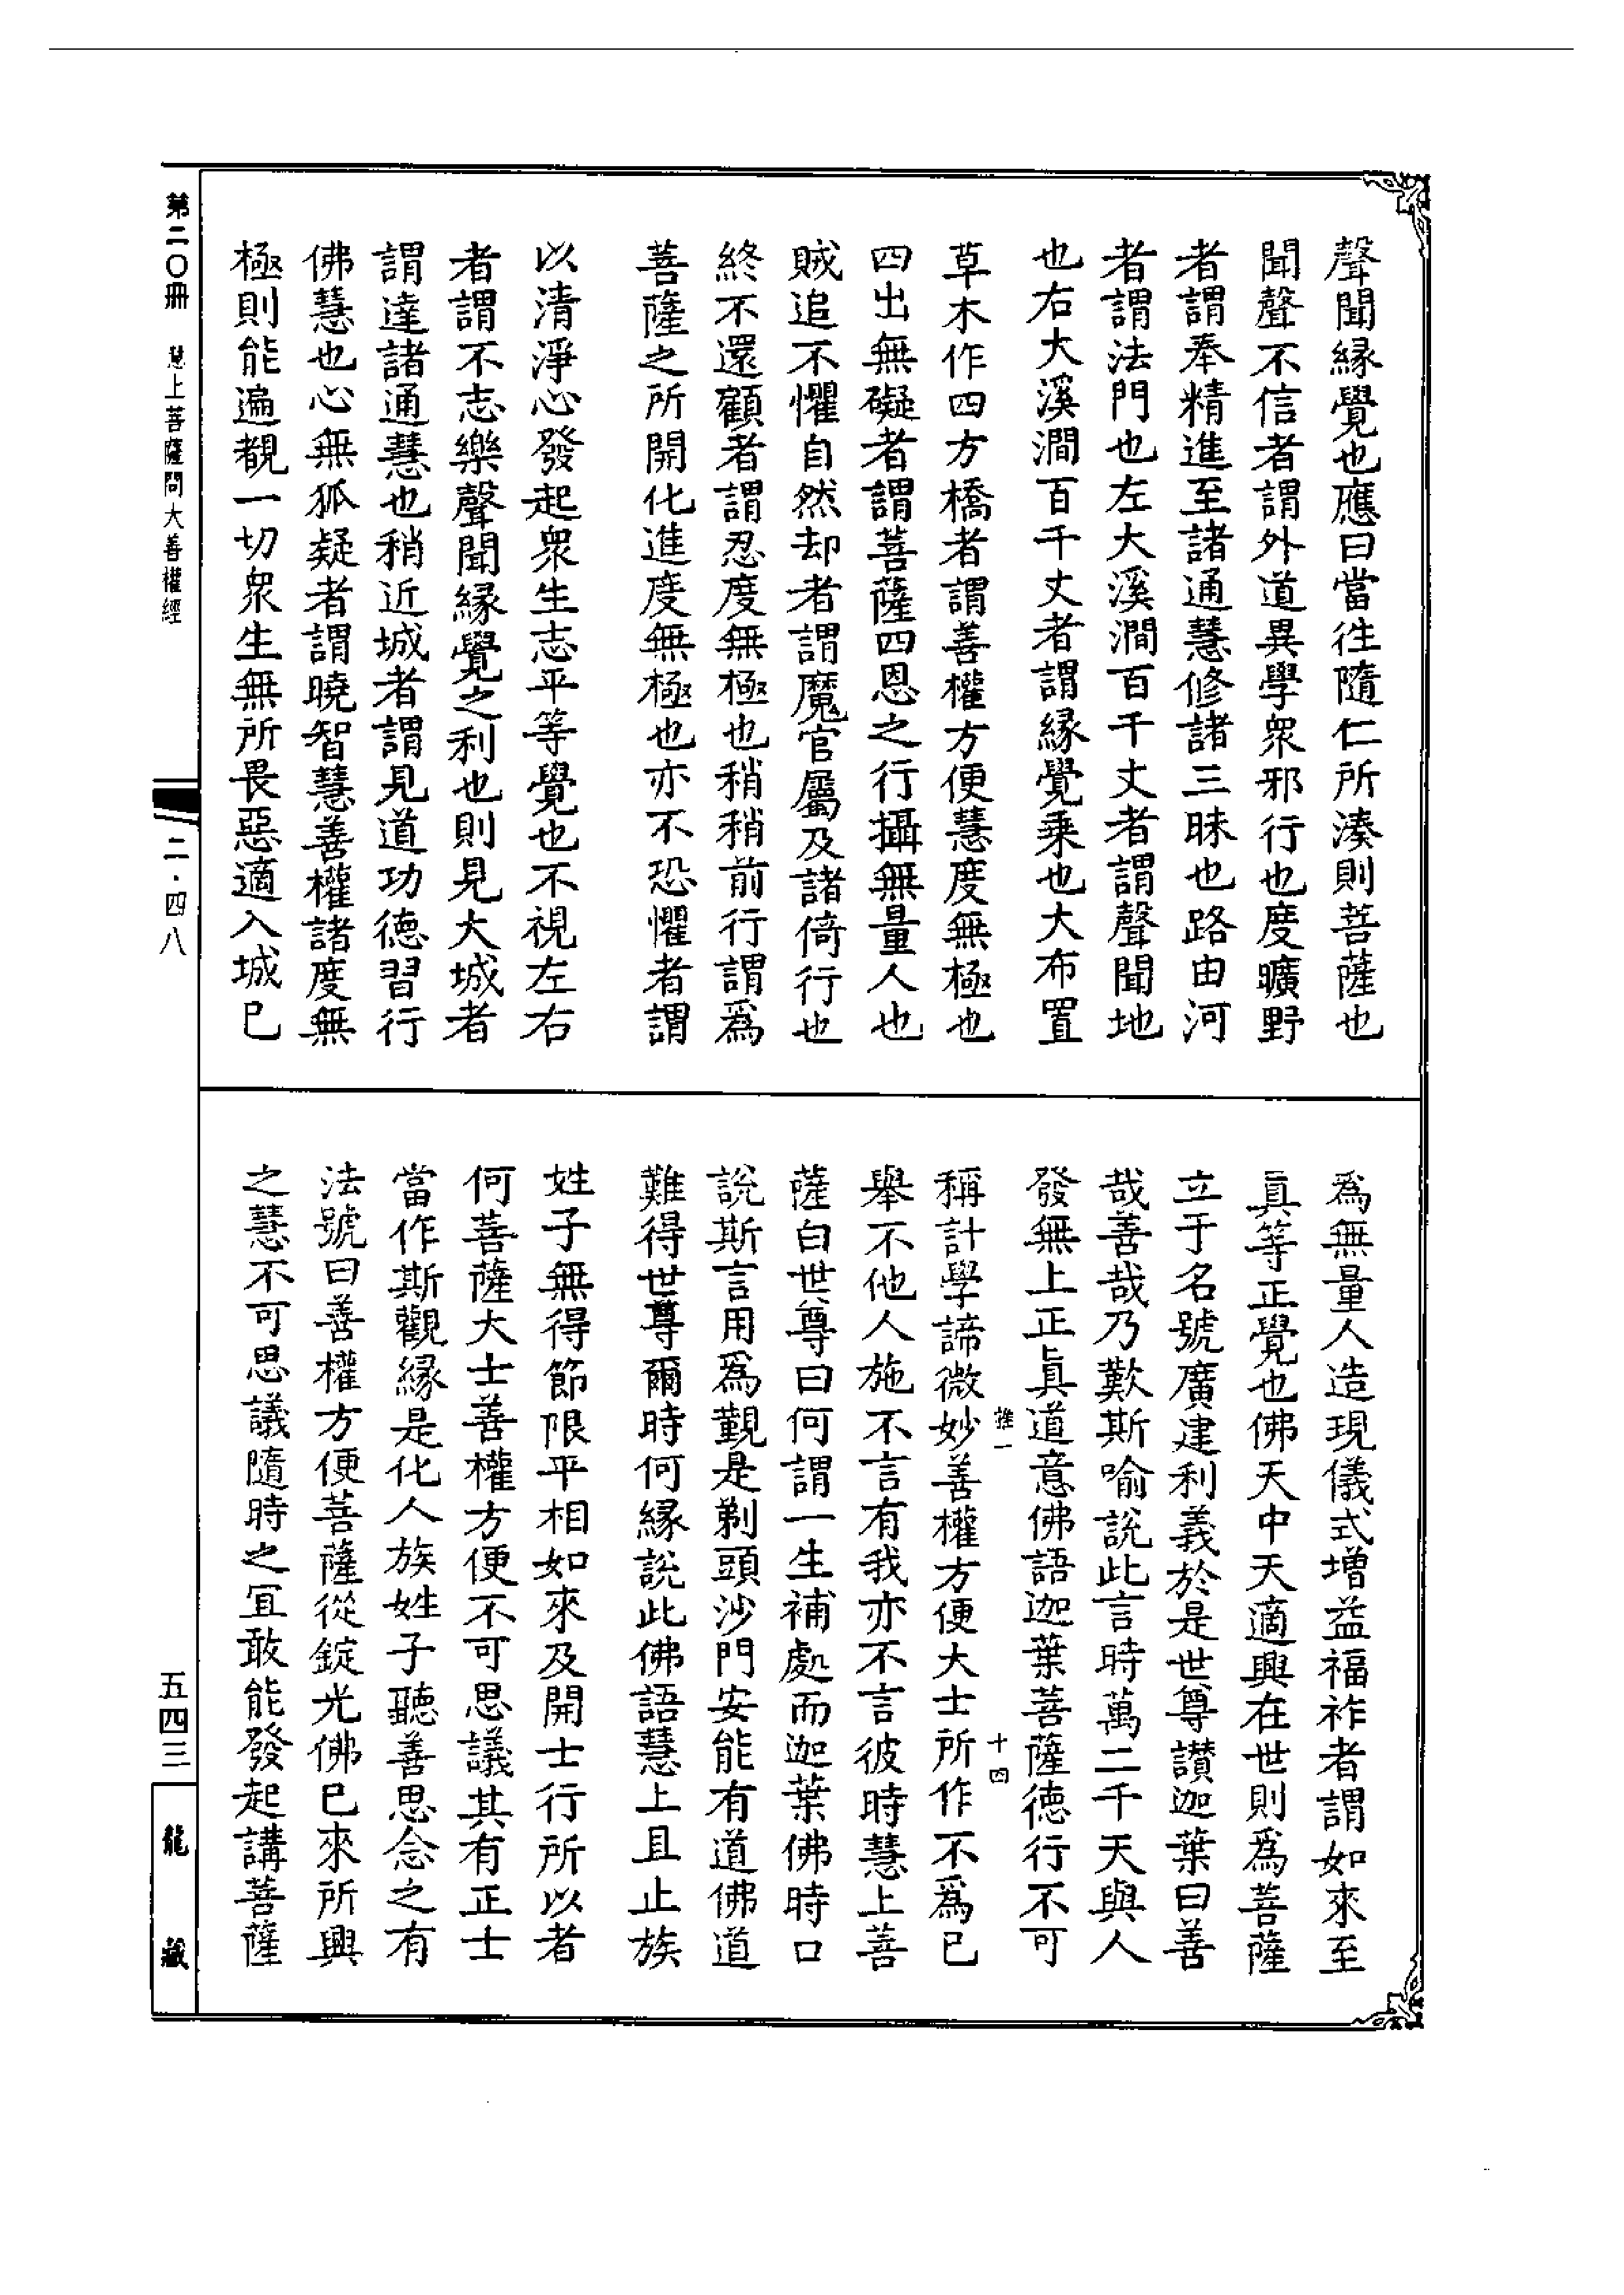 聲聞緣覺也應曰當往隨仁所湊則菩薩也
聞聲不信者謂外道異學衆邪行也度曠野
者謂奉精進至諸通慧修諸三昧也路由河
者謂法門也左大溪澗百千丈者謂聲聞地
也右大溪澗百千丈者謂緣覺乘也大布置
草木作四方橋者謂善權方便慧度無極也
四出無礙者謂菩薩四恩之行攝無量人也
賊追不懼自然却者謂魔官屬及諸倚行也
終不還顧者謂忍度無極也稍稍前行謂爲
菩薩之所開化進度無極也亦不恐懼者謂
以清淨心發起衆生志平等覺也不視左右
者謂不志樂聲聞緣覺之利也則見大城者
謂達諸通慧也稍近城者謂見道功德習行
佛慧也心無狐疑者謂曉智慧善權諸度無
極則能遍覩一切衆生無所畏惡適入城已
爲無量人造現儀式增益福祚者謂如來至
眞等正覺也佛天中天適興在世則爲菩薩
立于名號廣建利義於是世尊讃迦葉曰善
哉善哉乃歎斯喻說此言時萬二千天與人
發無上正眞道意佛語迦葉菩薩德行不可
雜一 十四
稱計學諦微妙善權方便大士所作不爲已
舉不他人施不言有我亦不言彼時慧上菩
薩白世尊曰何謂一生補處而迦葉佛時口
說斯言用爲觀是剃頭沙門安能有道佛道
難得世尊爾時何緣說此佛語慧上且止族
姓子無得節限平相如來及開士行所以者
何菩薩大士善權方便不可思議其有正士
當作斯觀緣是化人族姓子聽善思念之有
法號曰善權方便菩薩從錠光佛已來所興
之慧不可思議隨時之宜敢能發起講菩薩
第二〇冊 慧上菩薩問大善權經
二·四八
五四三
龍藏